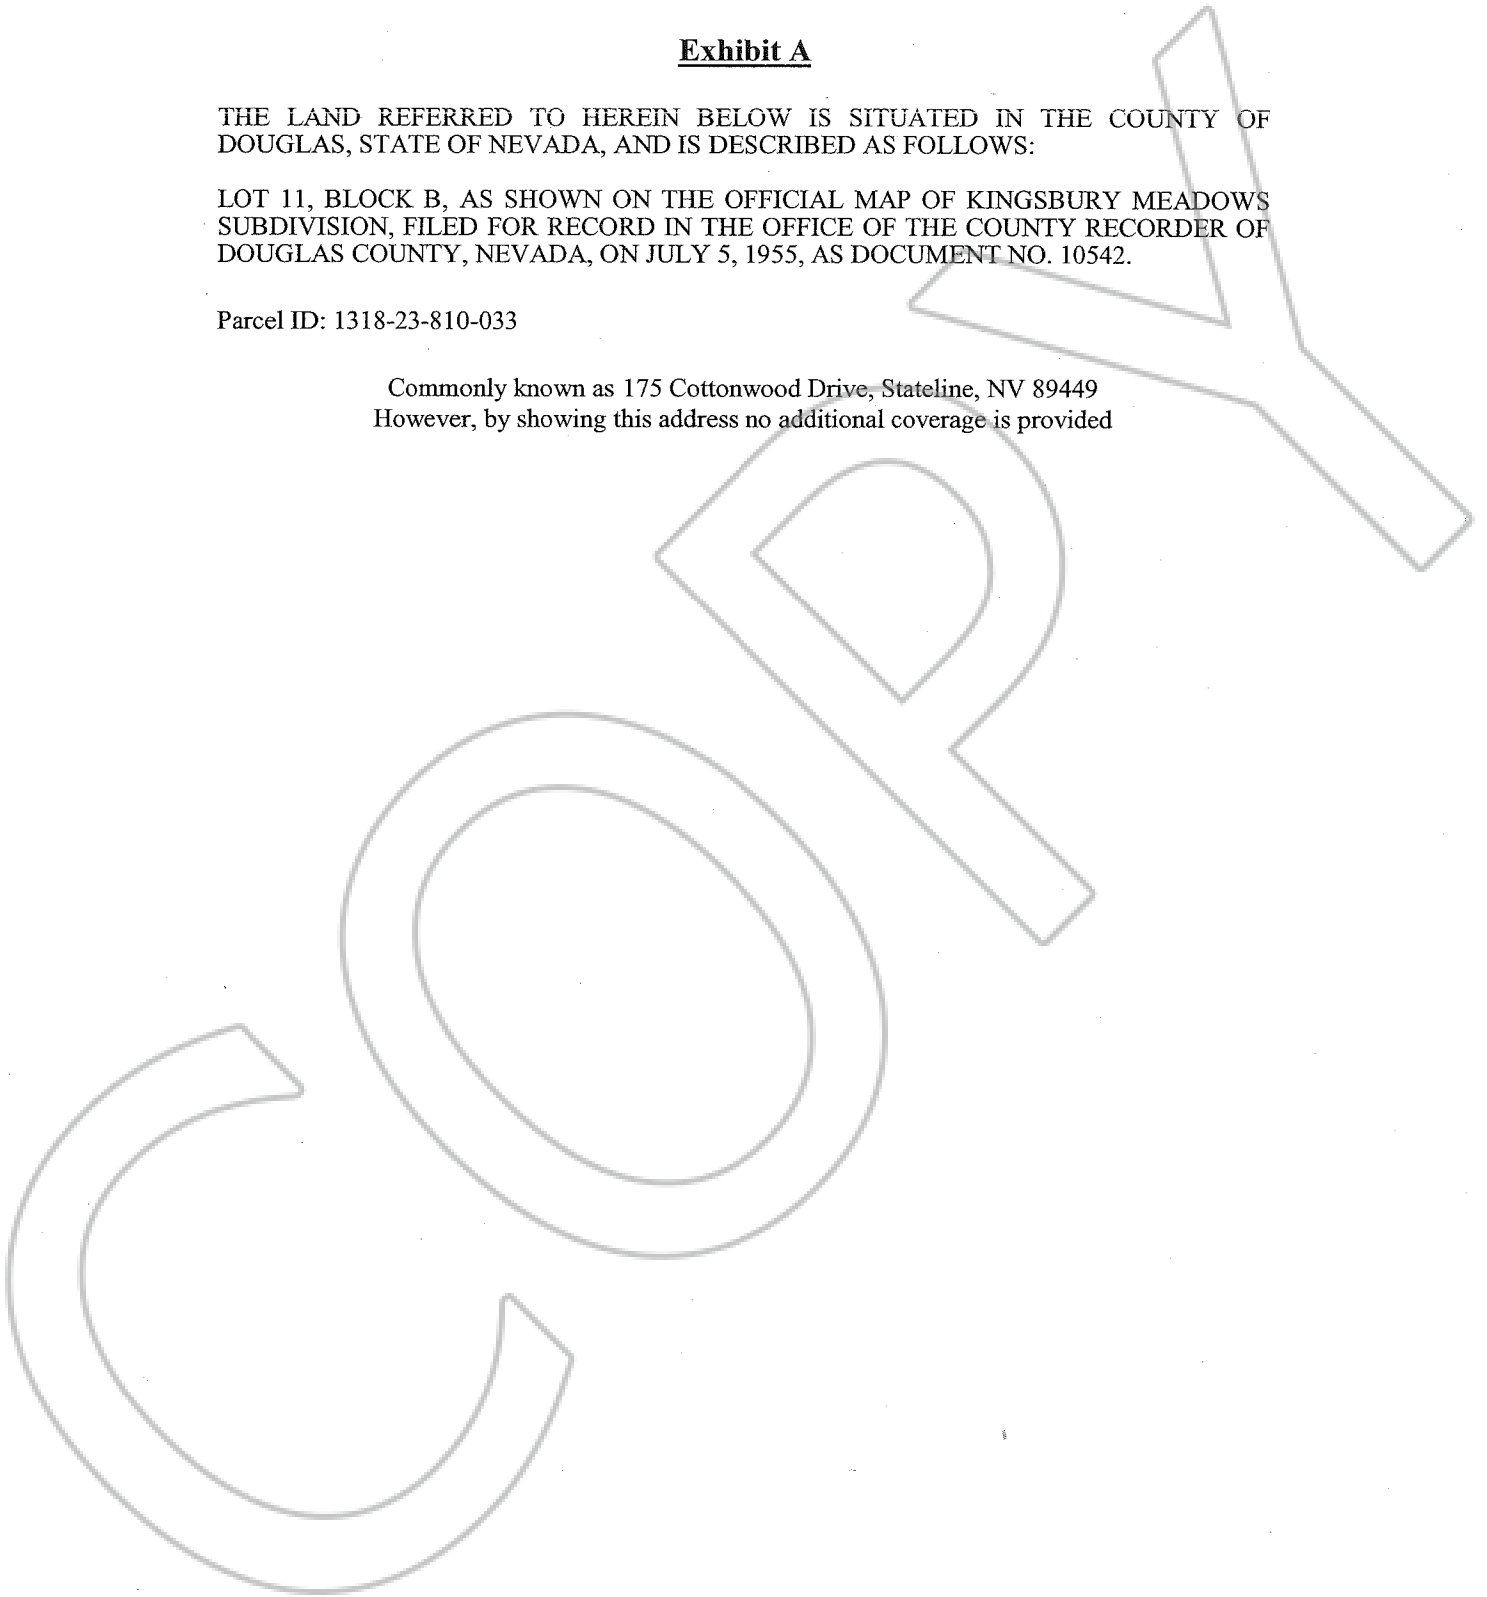 Exhibit A
THE LAND REFERRED TO HEREIN BELOW IS SITUATED IN THE COUNTY OF
DOUGLAS, STATE OF NEVADA, AND IS DESCRIBED AS FOLLOWS:
LOT 11, BLOCK B, AS SHOWN ON THE OFFICIAL MAP OF KINGSBURY MEADOWS
SUBDIVISION, FILED FOR RECORD IN THE OFFICE OF THE COUNTY RECORDER OF
DOUGLAS COUNTY, NEVADA, ON JULY 5, 1955, AS DOCUMENT NO. 10542.
Parcel ID: 1318-23-810-033
Commonly known as 175 Cottonwood Drive, Stateline, NV 89449
However, by showing this address no additional coverage is provided
COPY